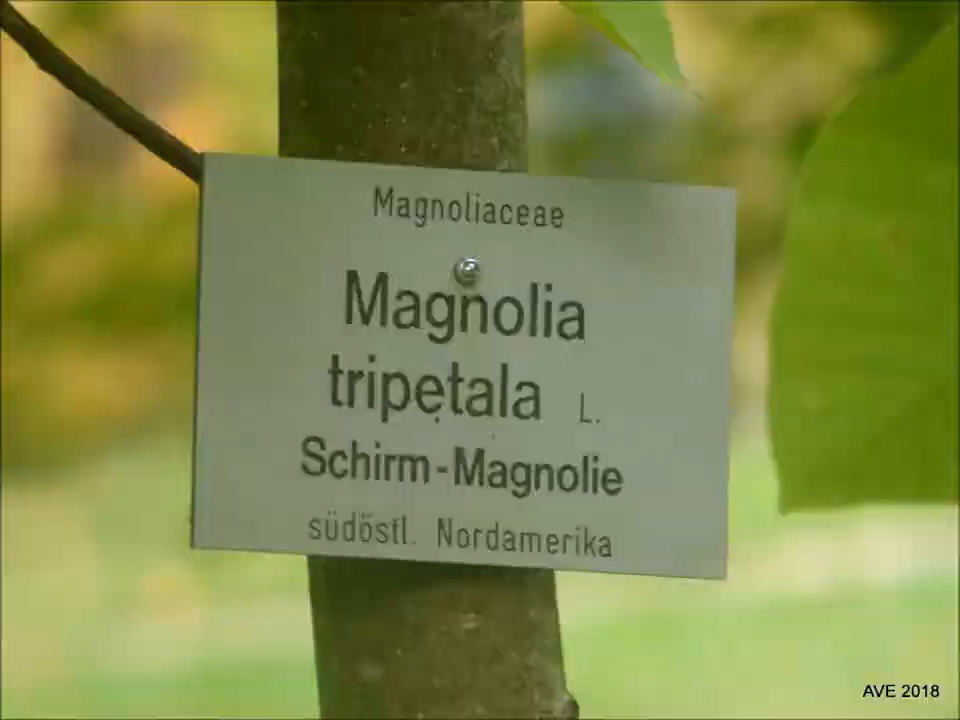 Magnoliaceae
Magnolia
tripetala L.
Schirm-Magnolie
südöstl. Nordamerika
AVE 2018